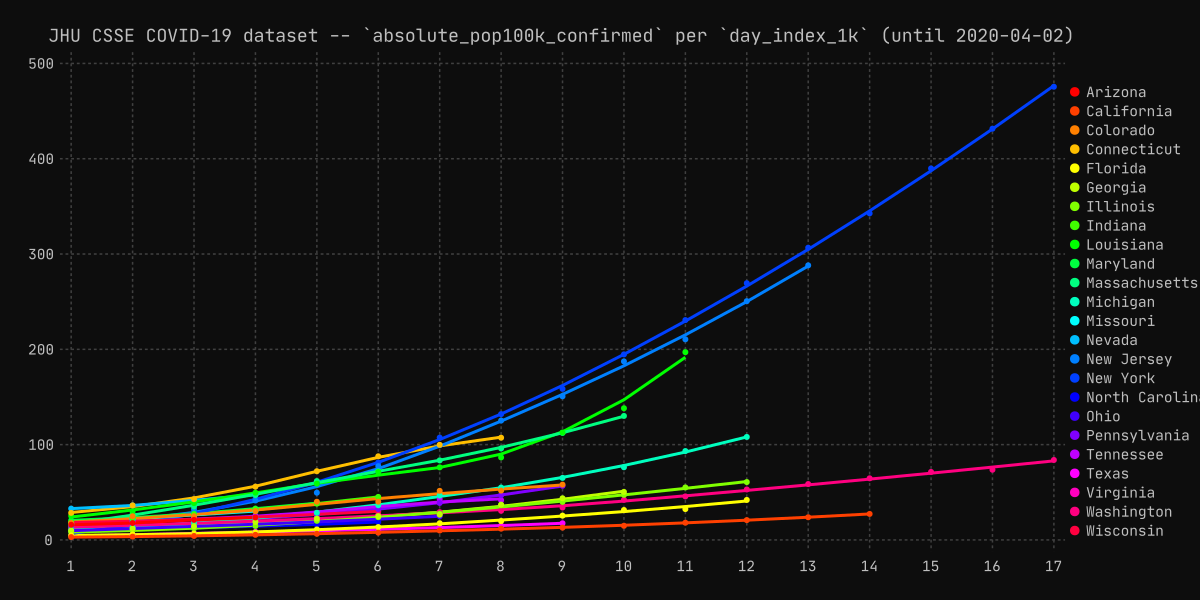 JHU CSSE COVID-19 dataset -- `absolute_pop100k_confirmed` per `day_index_1k` (until 2020-04-02)
500
400
300
200
100
0
1 2 3 4 5 6 7 8 9 10 11 12 13 14 15 16 17
Arizona
California
Colorado
Connecticut
Florida
Georgia
Illinois
Indiana
Louisiana
Maryland
Massachusetts
Michigan
Missouri
Nevada
New Jersey
New York
North Carolina
Ohio
Pennsylvania
Tennessee
Texas
Virginia
Washington
Wisconsin